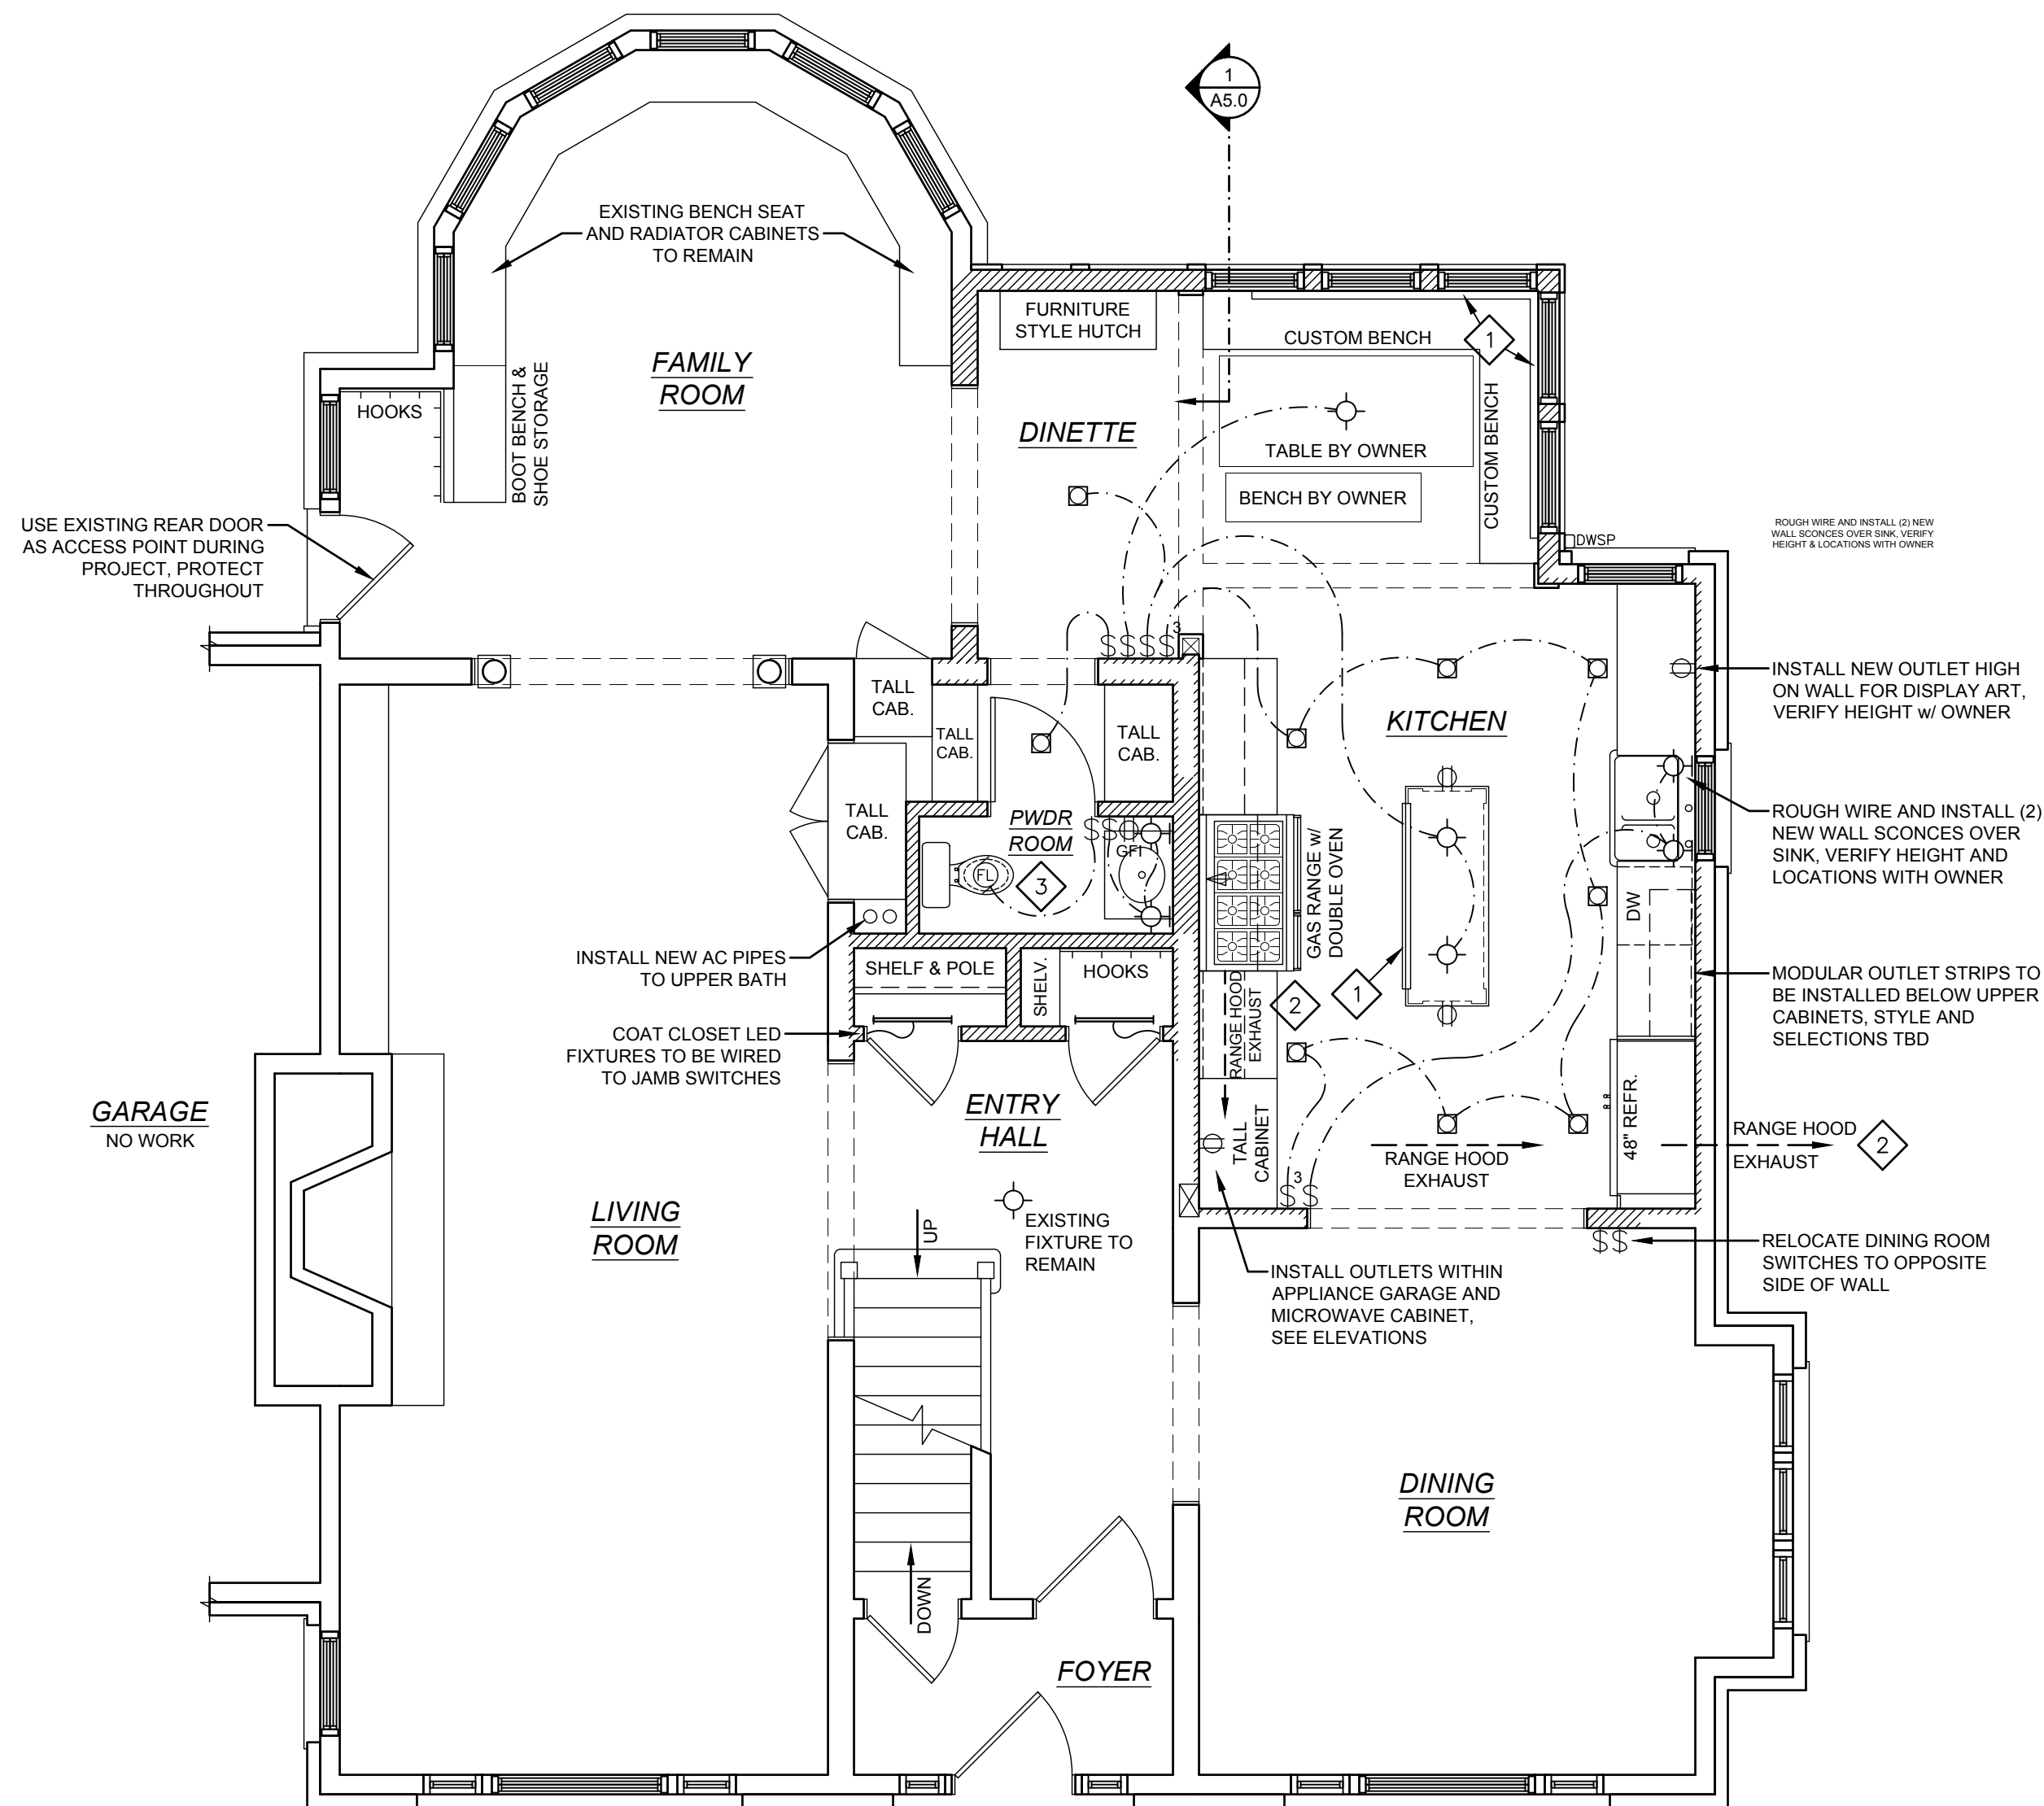 1
A5.0
EXISTING BENCH SEAT
AND RADIATOR CABINETS
TO REMAIN
FURNITURE
STYLE HUTCH
CUSTOM BENCH
1
FAMILY
ROOM
BOOT BENCH &
SHOE STORAGE
HOOKS
DINETTE
CUSTOM BENCH
TABLE BY OWNER
BENCH BY OWNER
USE EXISTING REAR DOOR
AS ACCESS POINT DURING
PROJECT, PROTECT
THROUGHOUT
DWSP
ROUGH WIRE AND INSTALL (2) NEW
WALL SCONCES OVER SINK, VERIFY
HEIGHT & LOCATIONS WITH OWNER
$ $ $ $ 3
TALL
CAB.
TALL
CAB.
TALL
CAB.
KITCHEN
INSTALL NEW OUTLET HIGH
ON WALL FOR DISPLAY ART,
VERIFY HEIGHT w/ OWNER
TALL
CAB.
PWDR
ROOM
$ $
GFI
FL
3
GAS RANGE w/
DOUBLE OVEN
ROUGH WIRE AND INSTALL (2)
NEW WALL SCONCES OVER
SINK, VERIFY HEIGHT AND
LOCATIONS WITH OWNER
DW
INSTALL NEW AC PIPES
TO UPPER BATH
SHELF & POLE
SHELV.
HOOKS
RANGE HOOD
EXHAUST
2
1
MODULAR OUTLET STRIPS TO
BE INSTALLED BELOW UPPER
CABINETS, STYLE AND
SELECTIONS TBD
COAT CLOSET LED
FIXTURES TO BE WIRED
TO JAMB SWITCHES
GARAGE
NO WORK
ENTRY
HALL
TALL
CABINET
48" REFR.
RANGE HOOD
EXHAUST
RANGE HOOD
EXHAUST
2
$ 3 $
LIVING
ROOM
UP
EXISTING
FIXTURE TO
REMAIN
$ $
RELOCATE DINING ROOM
SWITCHES TO OPPOSITE
SIDE OF WALL
INSTALL OUTLETS WITHIN
APPLIANCE GARAGE AND
MICROWAVE CABINET,
SEE ELEVATIONS
DINING
ROOM
DOWN
FOYER